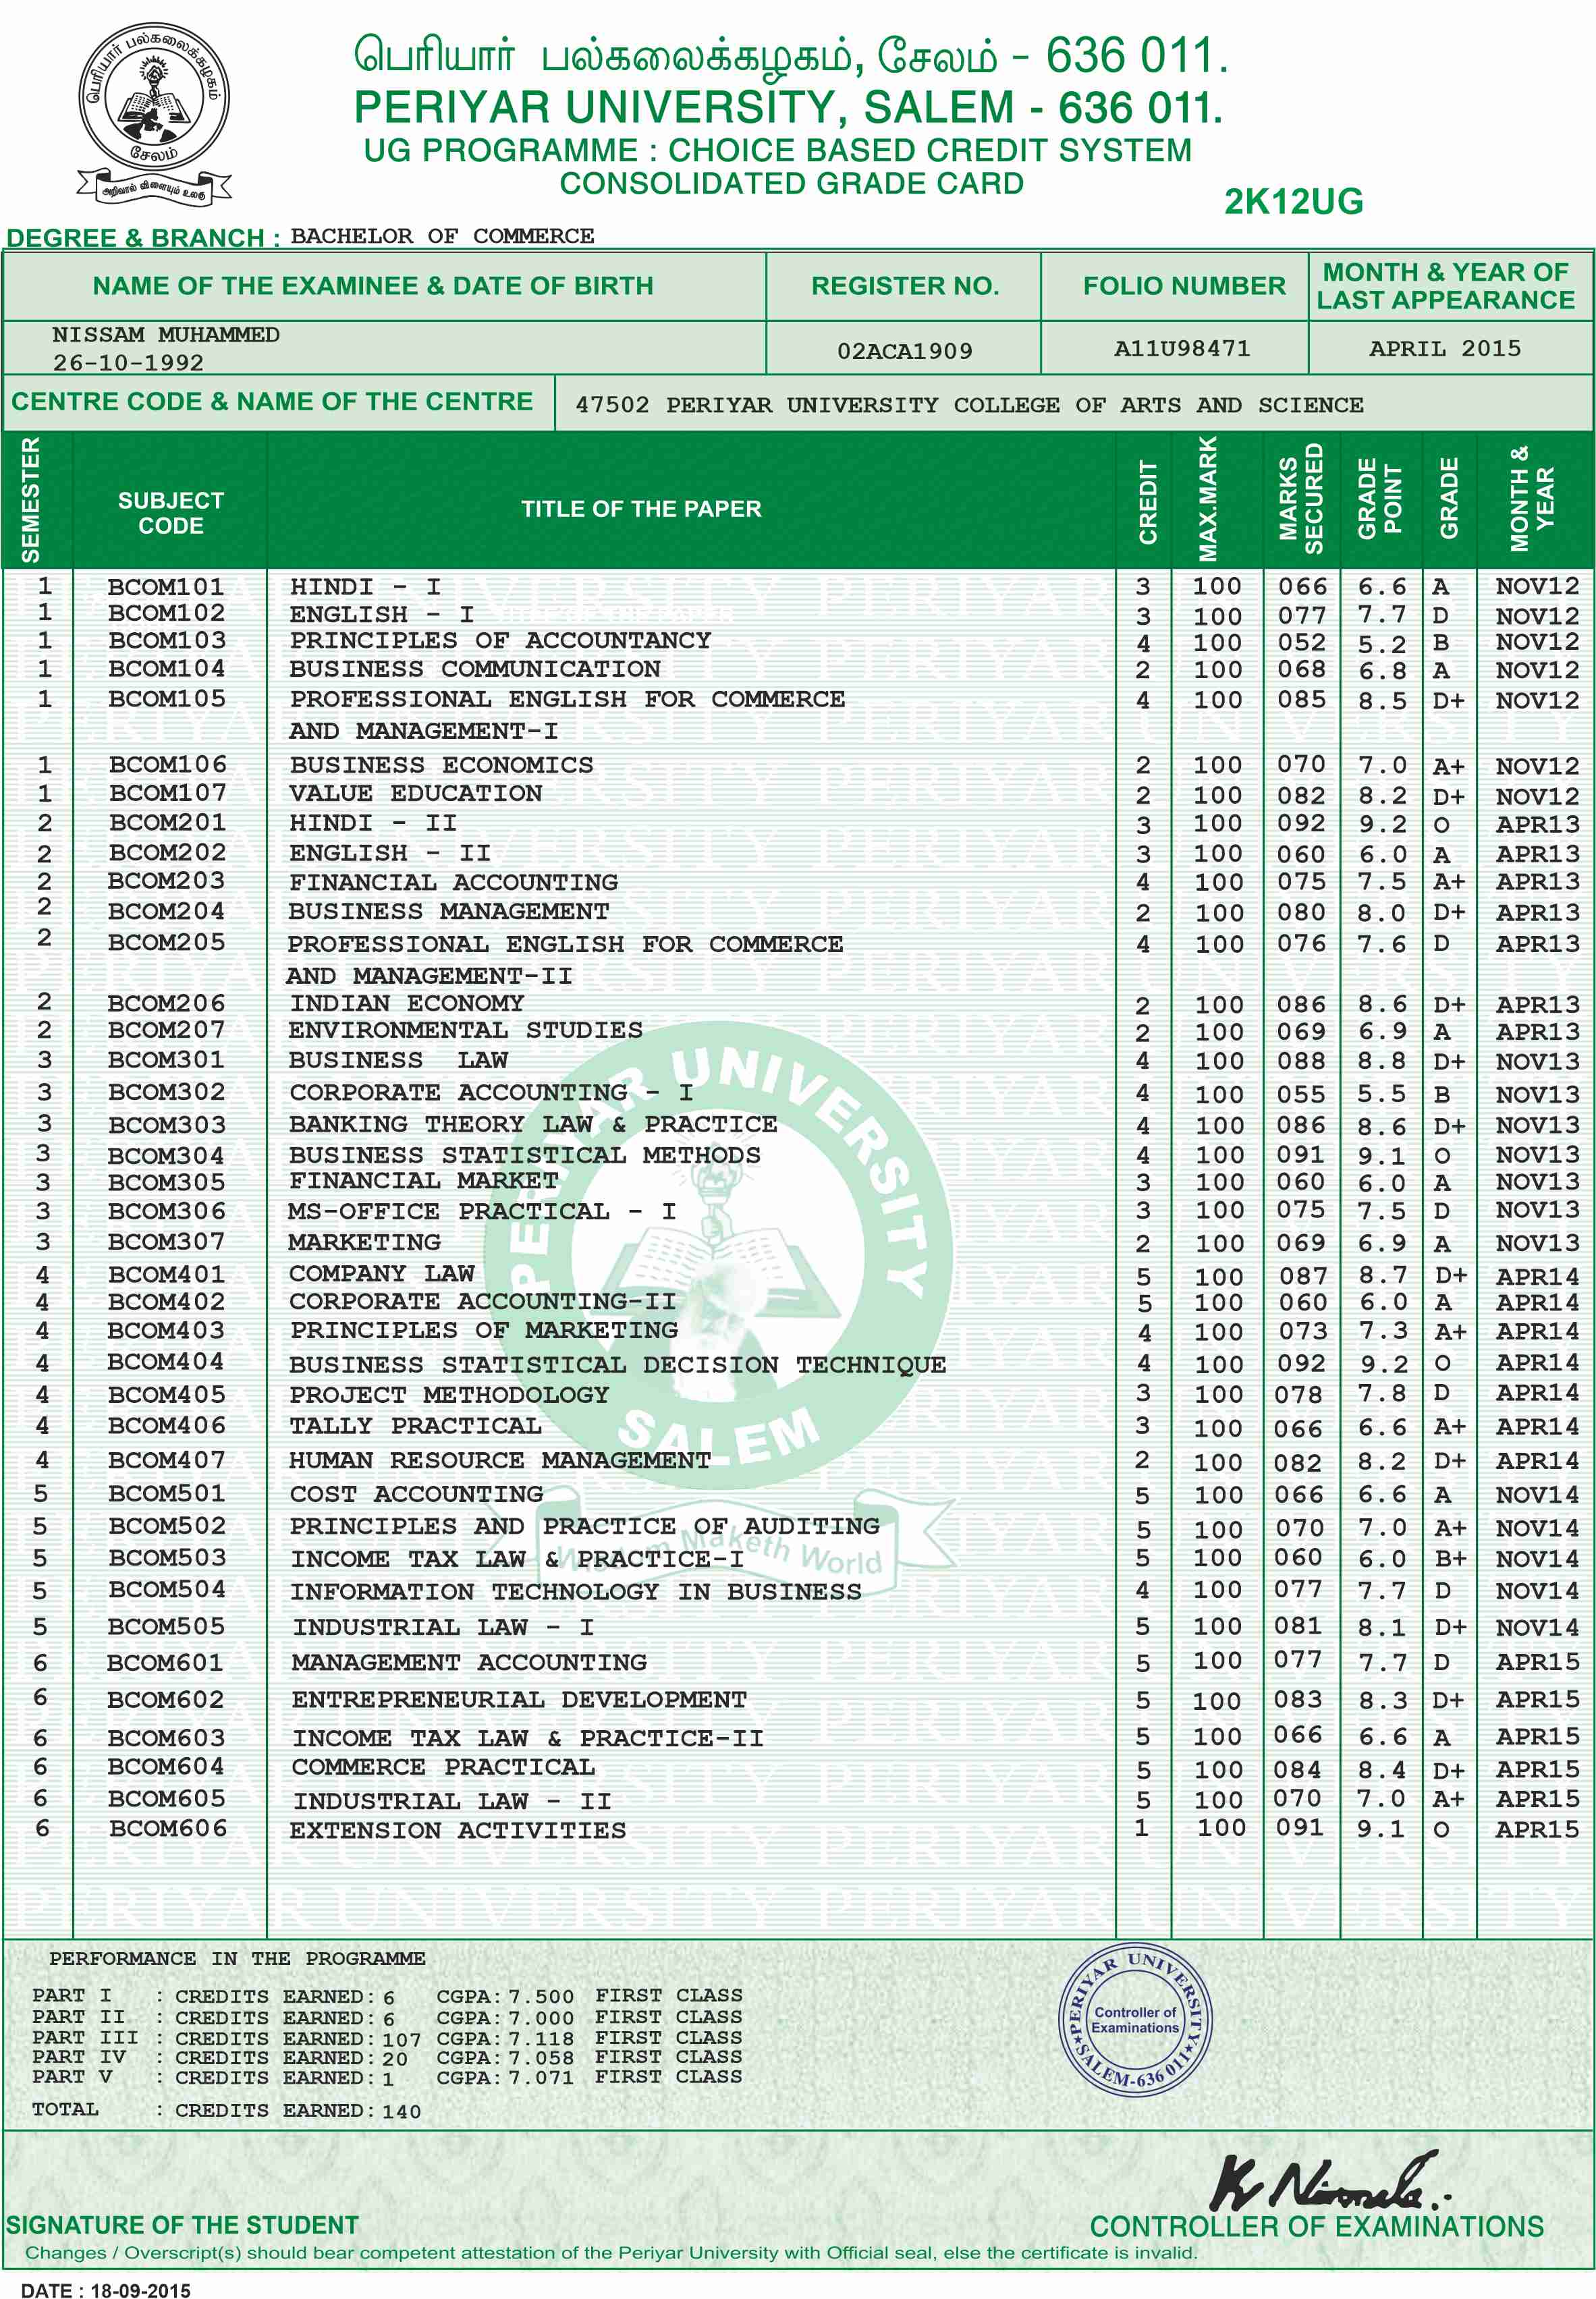 பெரியார் பல்கலைக்கழகம்
சேலம்
அறிவால் விளையும் உலகு
பெரியார் பல்கலைக்கழகம், சேலம் - 636 011.
PERIYAR UNIVERSITY, SALEM - 636 011.
UG PROGRAMME : CHOICE BASED CREDIT SYSTEM
CONSOLIDATED GRADE CARD
2K12UG
DEGREE & BRANCH : BACHELOR OF COMMERCE
NAME OF THE EXAMINEE & DATE OF BIRTH REGISTER NO. FOLIO NUMBER MONTH & YEAR OF LAST APPEARANCE
NISSAM MUHAMMED
26-10-1992 02ACA1909 A11U98471 APRIL 2015
CENTRE CODE & NAME OF THE CENTRE 47502 PERIYAR UNIVERSITY COLLEGE OF ARTS AND SCIENCE
SEMESTER SUBJECT CODE TITLE OF THE PAPER CREDIT MAX.MARK MARKS SECURED GRADE POINT GRADE MONTH & YEAR
1 BCOM101 HINDI - I 3 100 066 6.6 A NOV12
1 BCOM102 ENGLISH - I 3 100 077 7.7 D NOV12
1 BCOM103 PRINCIPLES OF ACCOUNTANCY 4 100 052 5.2 B NOV12
1 BCOM104 BUSINESS COMMUNICATION 2 100 068 6.8 A NOV12
1 BCOM105 PROFESSIONAL ENGLISH FOR COMMERCE 4 100 085 8.5 D+ NOV12
AND MANAGEMENT-I
1 BCOM106 BUSINESS ECONOMICS 2 100 070 7.0 A+ NOV12
1 BCOM107 VALUE EDUCATION 2 100 082 8.2 D+ NOV12
2 BCOM201 HINDI - II 3 100 092 9.2 O APR13
2 BCOM202 ENGLISH - II 3 100 060 6.0 A APR13
2 BCOM203 FINANCIAL ACCOUNTING 4 100 075 7.5 A+ APR13
2 BCOM204 BUSINESS MANAGEMENT 2 100 080 8.0 D+ APR13
2 BCOM205 PROFESSIONAL ENGLISH FOR COMMERCE 4 100 076 7.6 D APR13
AND MANAGEMENT-II
2 BCOM206 INDIAN ECONOMY 2 100 086 8.6 D+ APR13
2 BCOM207 ENVIRONMENTAL STUDIES 2 100 069 6.9 A APR13
3 BCOM301 BUSINESS LAW 4 100 088 8.8 D+ NOV13
3 BCOM302 CORPORATE ACCOUNTING - I 4 100 055 5.5 B NOV13
3 BCOM303 BANKING THEORY LAW & PRACTICE 4 100 086 8.6 D+ NOV13
3 BCOM304 BUSINESS STATISTICAL METHODS 4 100 091 9.1 O NOV13
3 BCOM305 FINANCIAL MARKET 3 100 060 6.0 A NOV13
3 BCOM306 MS-OFFICE PRACTICAL - I 3 100 075 7.5 D NOV13
3 BCOM307 MARKETING 2 100 069 6.9 A NOV13
4 BCOM401 COMPANY LAW 5 100 087 8.7 D+ APR14
4 BCOM402 CORPORATE ACCOUNTING-II 5 100 060 6.0 A APR14
4 BCOM403 PRINCIPLES OF MARKETING 4 100 073 7.3 A+ APR14
4 BCOM404 BUSINESS STATISTICAL DECISION TECHNIQUE 4 100 092 9.2 O APR14
4 BCOM405 PROJECT METHODOLOGY 3 100 078 7.8 D APR14
4 BCOM406 TALLY PRACTICAL 3 100 066 6.6 A+ APR14
4 BCOM407 HUMAN RESOURCE MANAGEMENT 2 100 082 8.2 D+ APR14
5 BCOM501 COST ACCOUNTING 5 100 066 6.6 A NOV14
5 BCOM502 PRINCIPLES AND PRACTICE OF AUDITING 5 100 070 7.0 A+ NOV14
5 BCOM503 INCOME TAX LAW & PRACTICE-I 5 100 060 6.0 B+ NOV14
5 BCOM504 INFORMATION TECHNOLOGY IN BUSINESS 4 100 077 7.7 D NOV14
5 BCOM505 INDUSTRIAL LAW - I 5 100 081 8.1 D+ NOV14
6 BCOM601 MANAGEMENT ACCOUNTING 5 100 077 7.7 D APR15
6 BCOM602 ENTREPRENEURIAL DEVELOPMENT 5 100 083 8.3 D+ APR15
6 BCOM603 INCOME TAX LAW & PRACTICE-II 5 100 066 6.6 A APR15
6 BCOM604 COMMERCE PRACTICAL 5 100 084 8.4 D+ APR15
6 BCOM605 INDUSTRIAL LAW - II 5 100 070 7.0 A+ APR15
6 BCOM606 EXTENSION ACTIVITIES 1 100 091 9.1 O APR15
PERIYAR UNIVERSITY
SALEM
Wisdom Maketh World
PERFORMANCE IN THE PROGRAMME
PART I : CREDITS EARNED: 6 CGPA: 7.500 FIRST CLASS
PART II : CREDITS EARNED: 6 CGPA: 7.000 FIRST CLASS
PART III : CREDITS EARNED: 107 CGPA: 7.118 FIRST CLASS
PART IV : CREDITS EARNED: 20 CGPA: 7.058 FIRST CLASS
PART V : CREDITS EARNED: 1 CGPA: 7.071 FIRST CLASS
TOTAL : CREDITS EARNED: 140
PERIYAR UNIVERSITY
Controller of
Examinations
SALEM-636 011
K Nirmala.
SIGNATURE OF THE STUDENT CONTROLLER OF EXAMINATIONS
Changes / Overscript(s) should bear competent attestation of the Periyar University with Official seal, else the certificate is invalid.
DATE : 18-09-2015